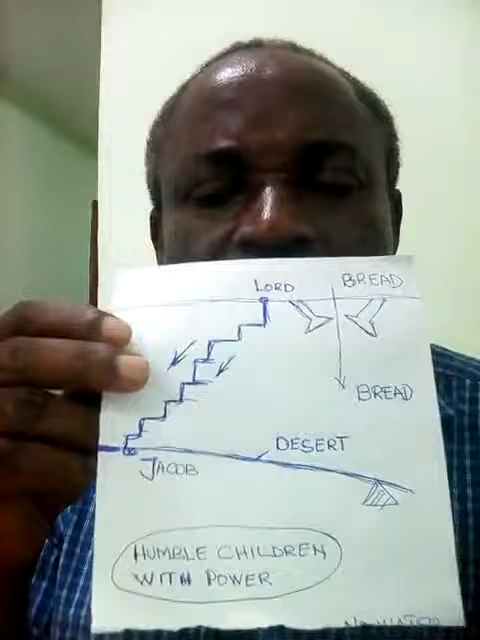 LORD
BREAD
BREAD
DESERT
JACOB
HUMBLE CHILDREN
WITH POWER